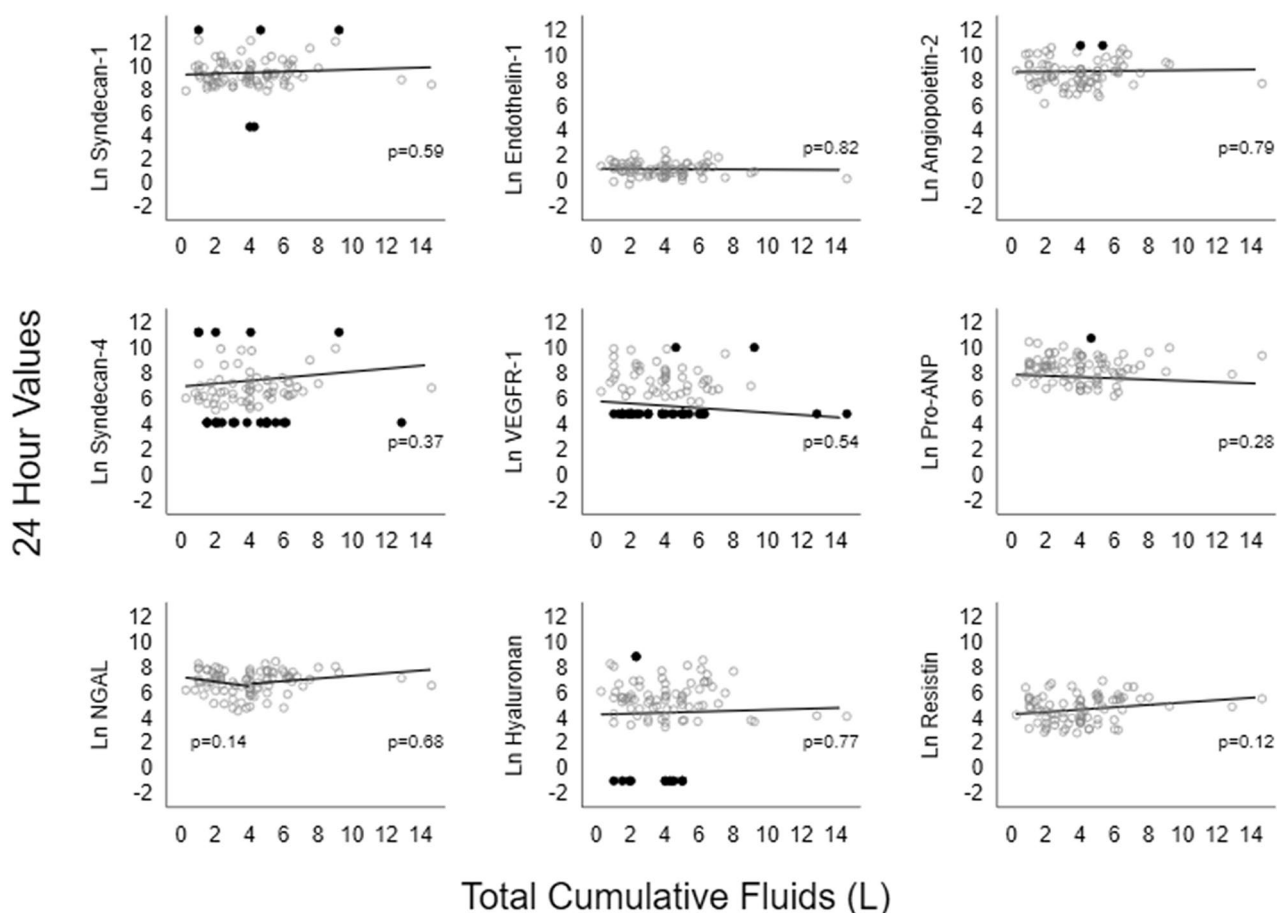 24 Hour Values
Ln Syndecan-1
12
10
8
6
4
2
0
-2
p=0.59
0 2 4 6 8 10 12 14
Ln Endothelin-1
12
10
8
6
4
2
0
-2
p=0.82
0 2 4 6 8 10 12 14
Ln Angiopoietin-2
12
10
8
6
4
2
0
-2
p=0.79
0 2 4 6 8 10 12 14
Ln Syndecan-4
12
10
8
6
4
2
0
-2
p=0.37
0 2 4 6 8 10 12 14
Ln VEGFR-1
12
10
8
6
4
2
0
-2
p=0.54
0 2 4 6 8 10 12 14
Ln Pro-ANP
12
10
8
6
4
2
0
-2
p=0.28
0 2 4 6 8 10 12 14
Ln NGAL
12
10
8
6
4
2
0
-2
p=0.14 p=0.68
0 2 4 6 8 10 12 14
Ln Hyaluronan
12
10
8
6
4
2
0
-2
p=0.77
0 2 4 6 8 10 12 14
Ln Resistin
12
10
8
6
4
2
0
-2
p=0.12
0 2 4 6 8 10 12 14
Total Cumulative Fluids (L)